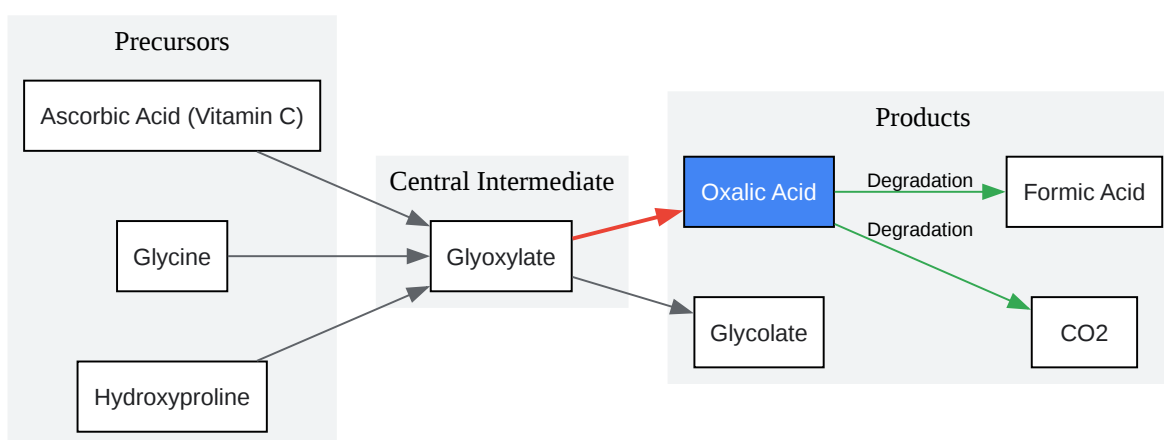 Precursors
Ascorbic Acid (Vitamin C)
Glycine
Hydroxyproline
Central Intermediate
Glyoxylate
Products
Oxalic Acid
Degradation
Formic Acid
Degradation
Glycolate
CO2